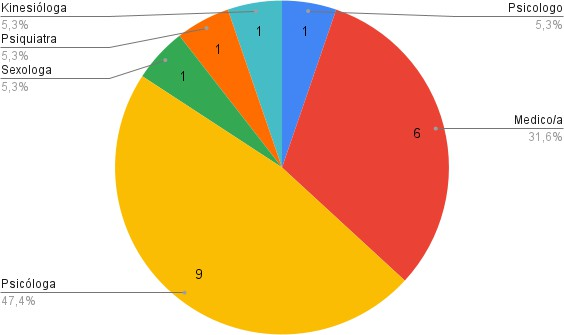 Kinesióloga
5,3%
Psiquiatra
5,3%
Sexologa
5,3%
Psicóloga
47,4%
Psicologo
5,3%
Medico/a
31,6%
1
1
1
1
6
9